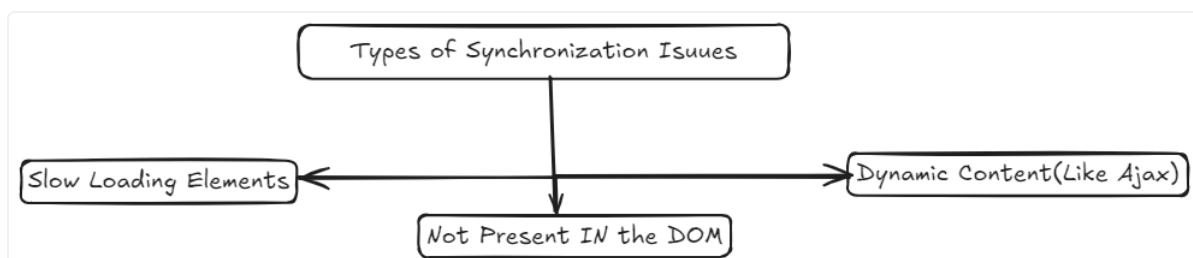 Types of Synchronization Isuues
Slow Loading Elements
Dynamic Content(Like Ajax)
Not Present IN the DOM